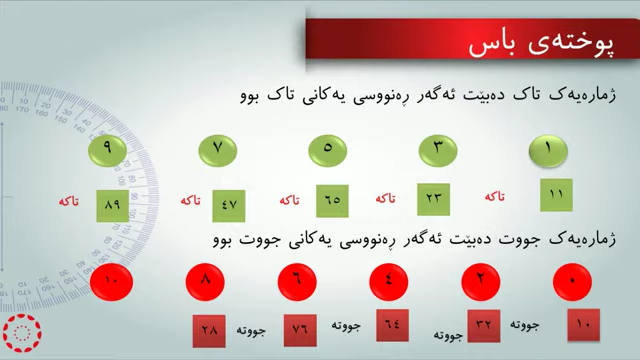 پوختەی باس
ژمارەیەک تاک دەبێت ئەگەر ڕەنووسی یەکانی تاک بوو
١ ٣ ٥ ٧ ٩
١١ تاکە ٢٣ تاکە ٦٥ تاکە ٤٧ تاکە ٨٩ تاکە
ژمارەیەک جووت دەبێت ئەگەر ڕەنووسی یەکانی جووت بوو
٠ ٢ ٤ ٦ ٨ ١٠
١٠ جووتە ٣٢ جووتە ٦٤ جووتە ٧٦ جووتە ٢٨